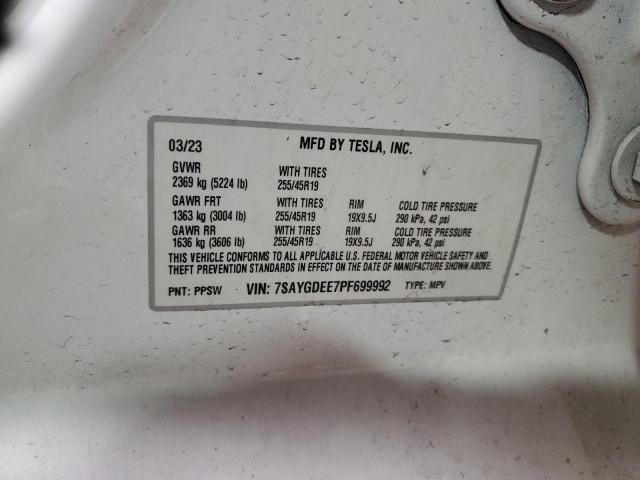 03/23 MFD BY TESLA, INC.
GVWR WITH TIRES
2369 kg (5224 lb) 255/45R19
GAWR FRT WITH TIRES RIM COLD TIRE PRESSURE
1363 kg (3004 lb) 255/45R19 19X9.5J 290 kPa, 42 psi
GAWR RR WITH TIRES RIM COLD TIRE PRESSURE
1636 kg (3606 lb) 255/45R19 19X9.5J 290 kPa, 42 psi
THIS VEHICLE CONFORMS TO ALL APPLICABLE U.S. FEDERAL MOTOR VEHICLE SAFETY AND
THEFT PREVENTION STANDARDS IN EFFECT ON THE DATE OF MANUFACTURE SHOWN ABOVE.
PNT: PPSW VIN: 7SAYGDEE7PF699992 TYPE: MPV